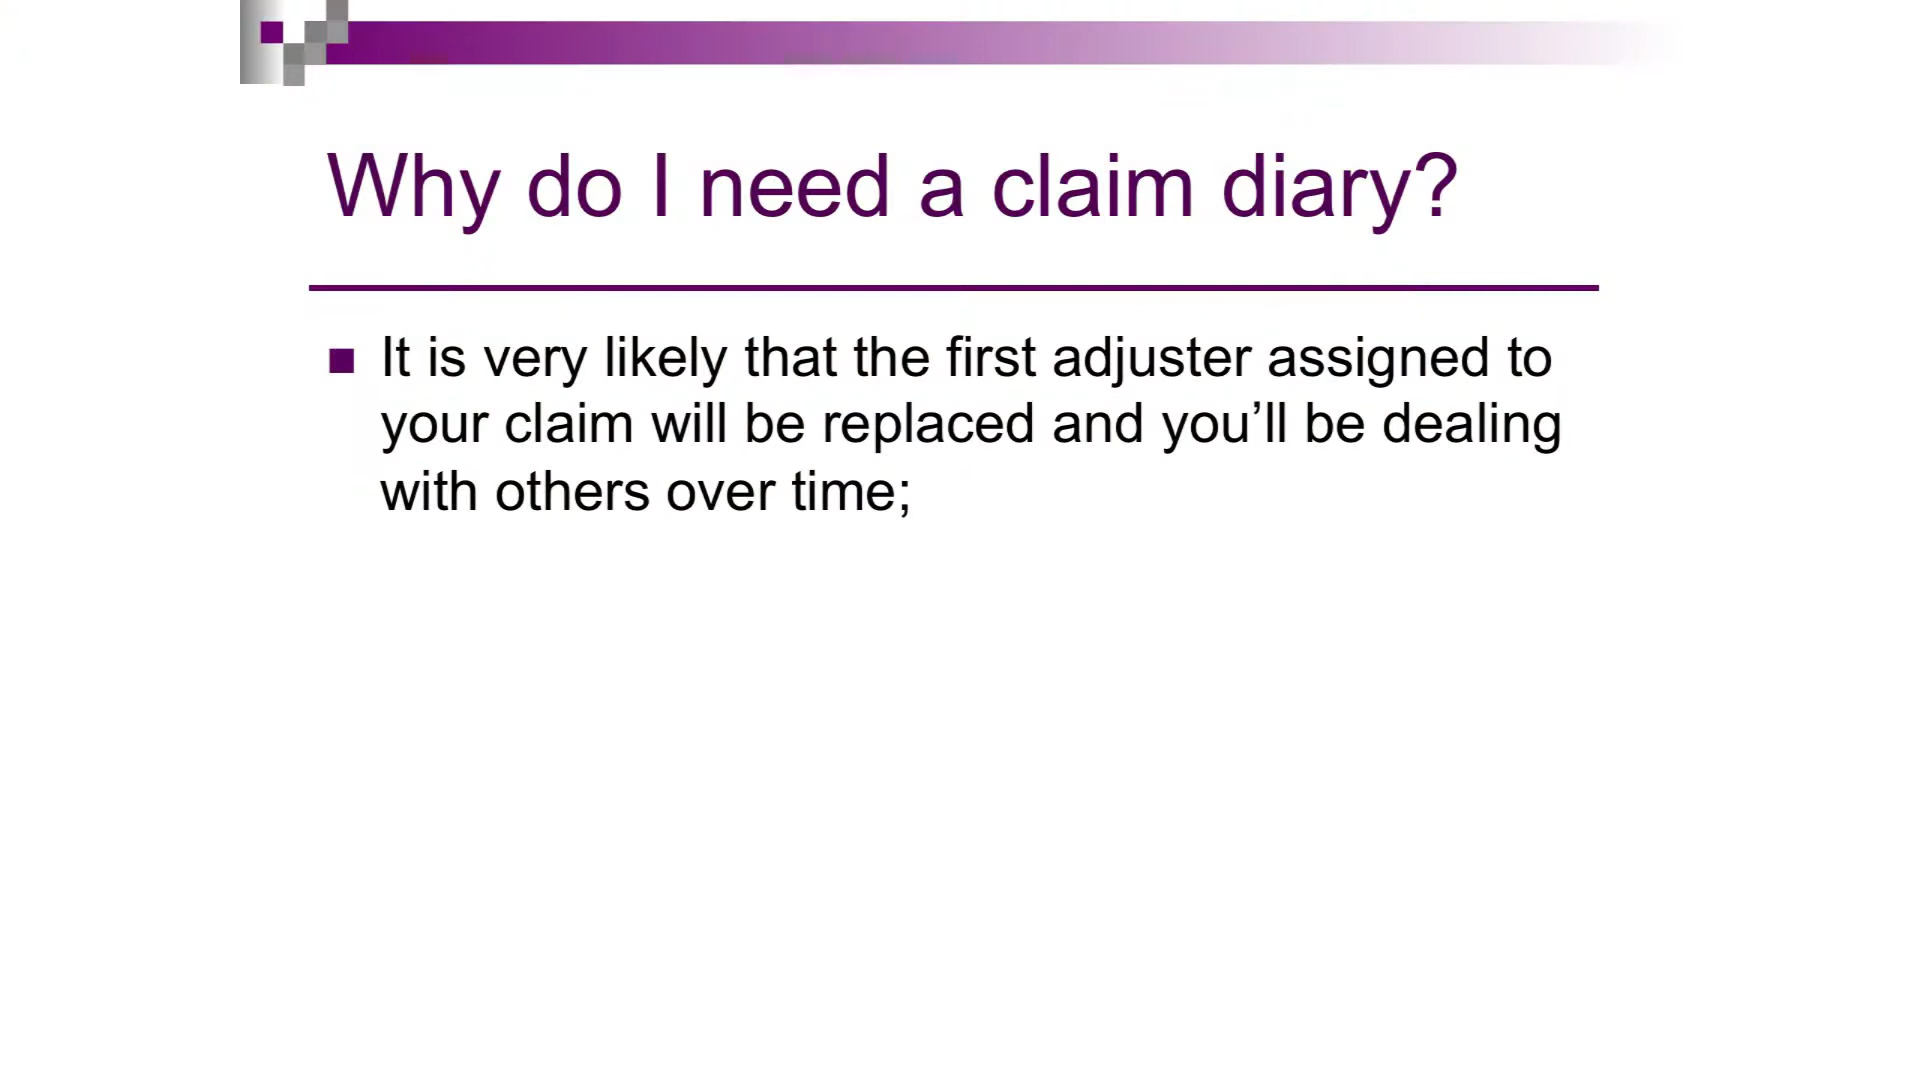 Why do I need a claim diary?
It is very likely that the first adjuster assigned to
your claim will be replaced and you’ll be dealing
with others over time;